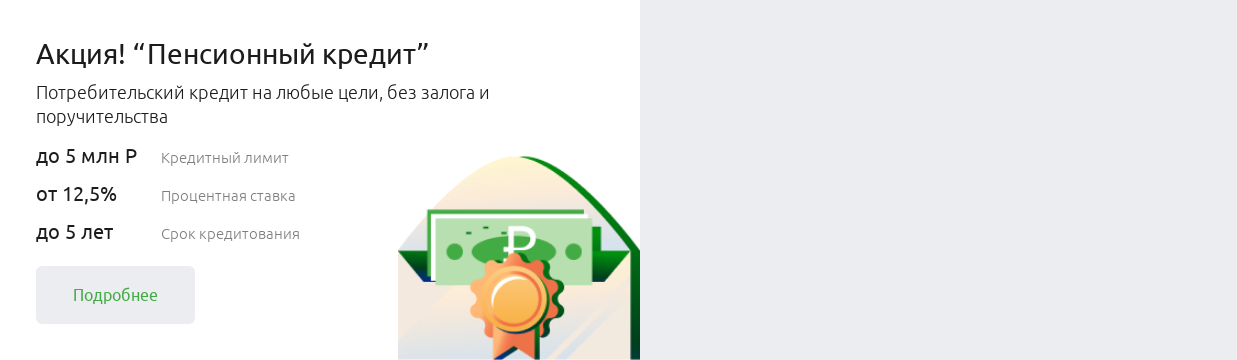 Акция! “Пенсионный кредит”
Потребительский кредит на любые цели, без залога и
поручительства
до 5 млн Р Кредитный лимит
от 12,5% Процентная ставка
до 5 лет Срок кредитования
₽
Подробнее